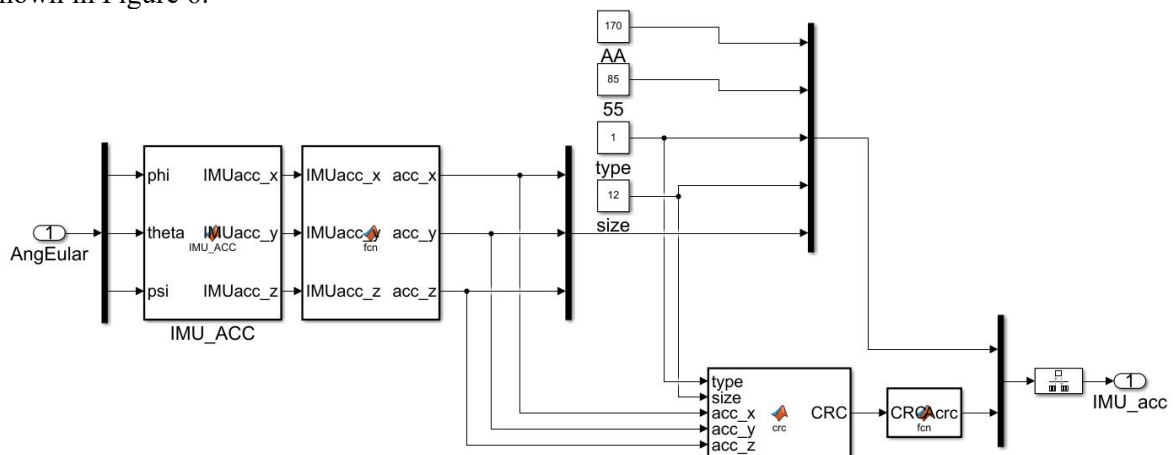 shown in Figure 6.
170
AA
85
55
1
type
12
size
1
AngEular
phi
theta
psi
IMUacc_x
IMUacc_y
IMUacc_z
IMU_ACC
IMU_ACC
IMUacc_x
IMUacc_y
IMUacc_z
acc_x
acc_y
acc_z
fcn
type
size
acc_x
acc_y
acc_z
CRC
crc
CRC
Acrc
fcn
1
IMU_acc